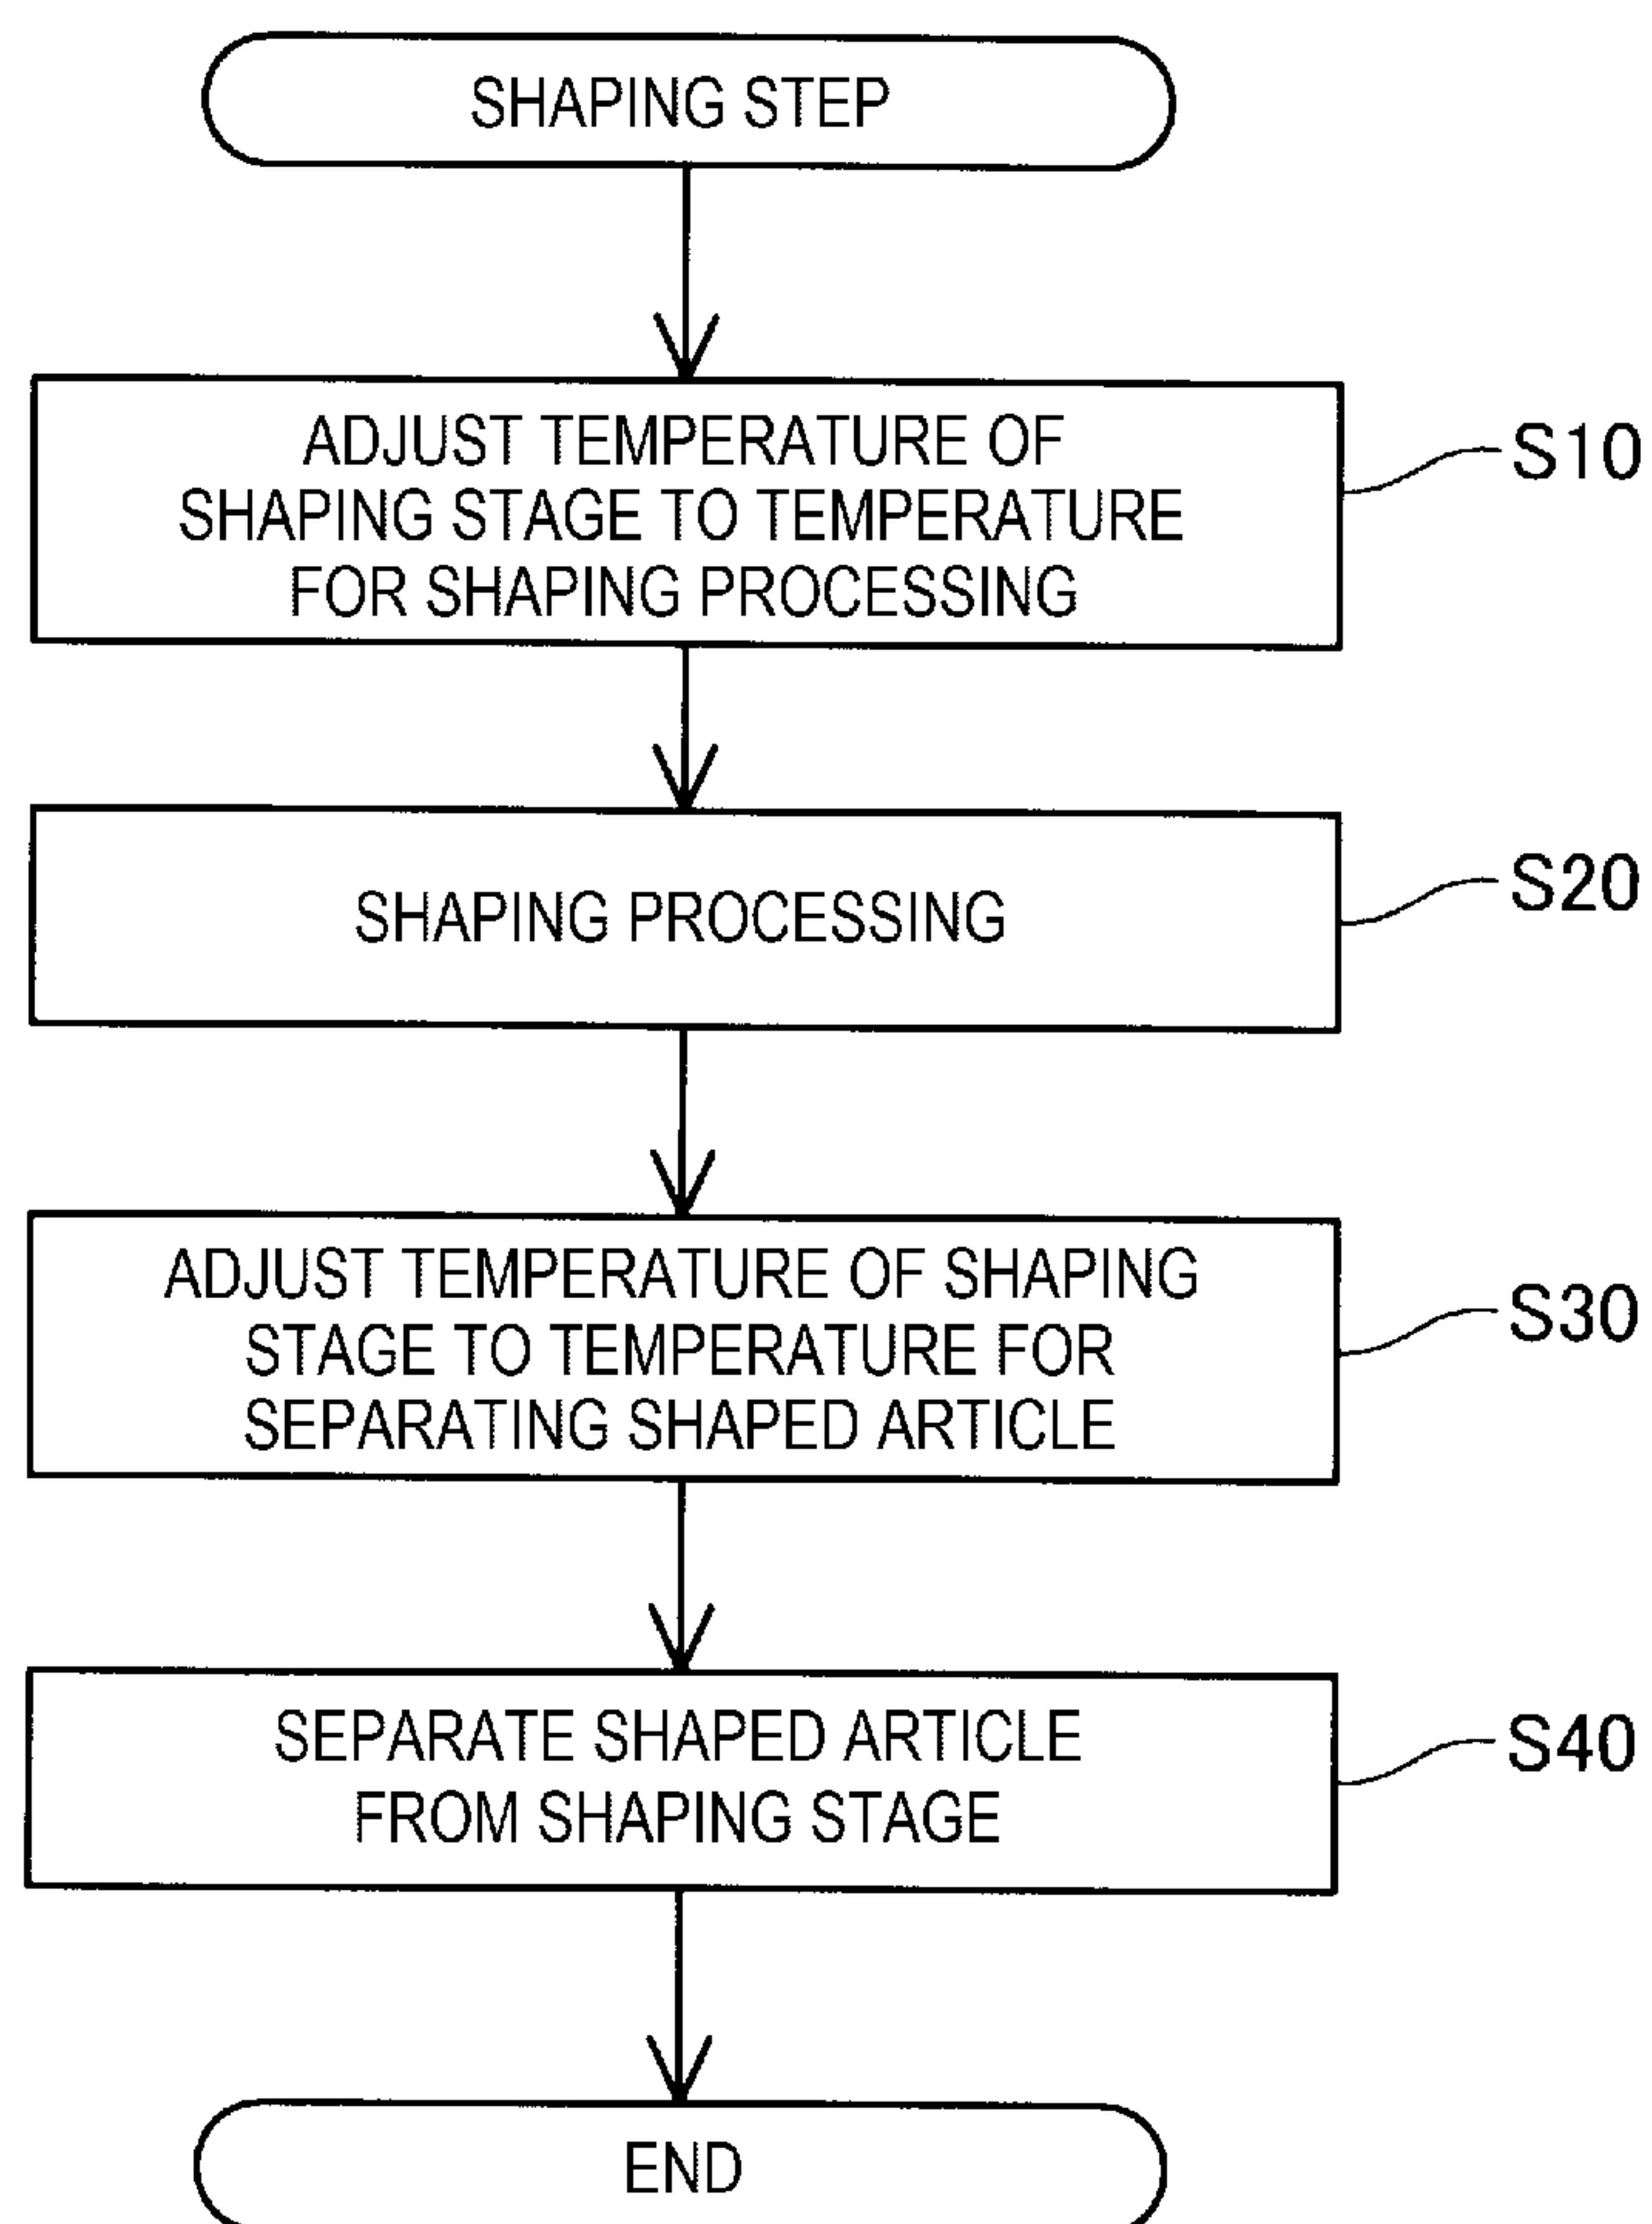 SHAPING STEP
ADJUST TEMPERATURE OF
SHAPING STAGE TO TEMPERATURE
FOR SHAPING PROCESSING
S10
SHAPING PROCESSING
S20
ADJUST TEMPERATURE OF SHAPING
STAGE TO TEMPERATURE FOR
SEPARATING SHAPED ARTICLE
S30
SEPARATE SHAPED ARTICLE
FROM SHAPING STAGE
S40
END